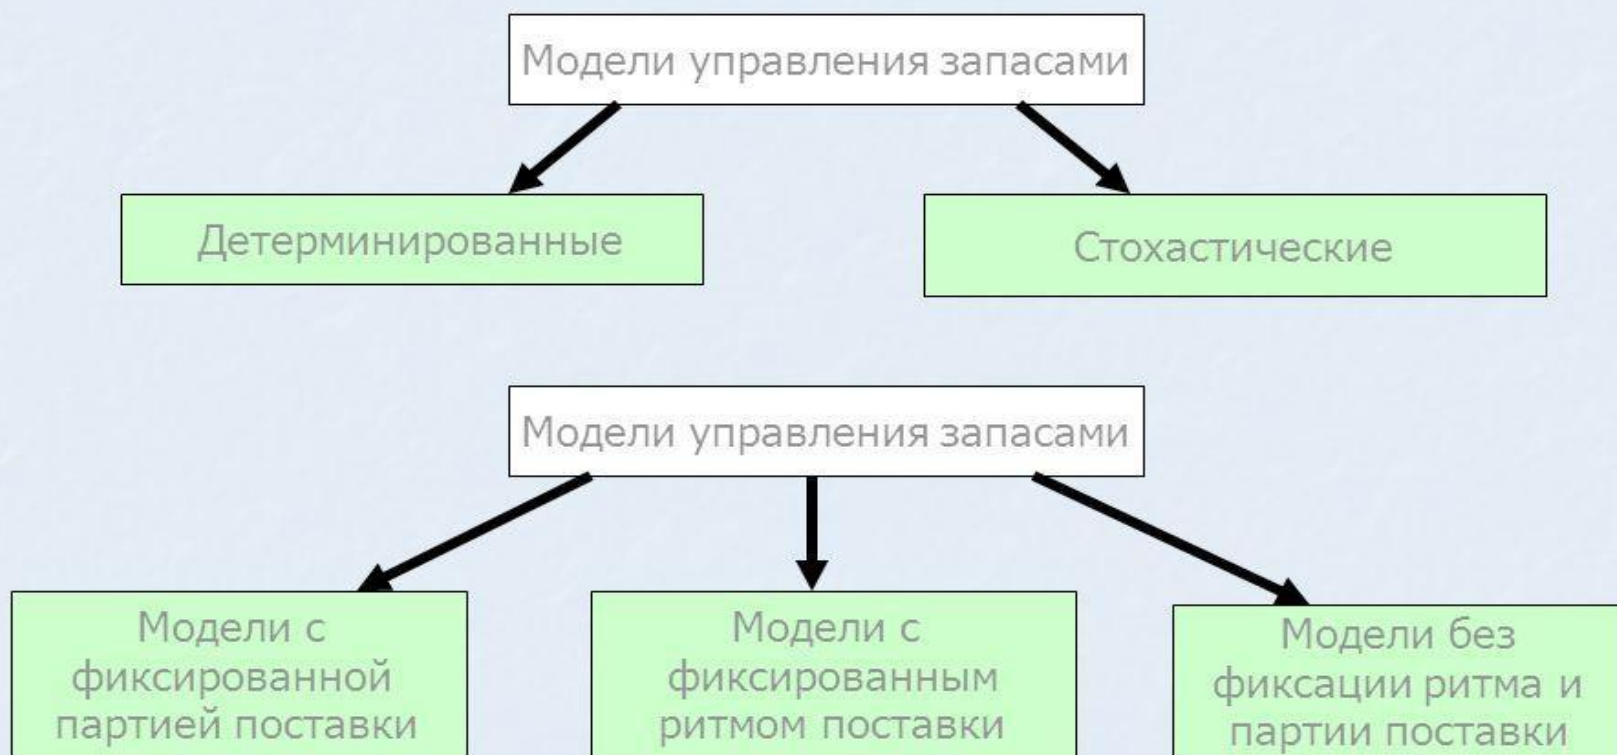 Модели управления запасами
Детерминированные
Стохастические
Модели управления запасами
Модели с
фиксированной
партией поставки
Модели с
фиксированным
ритмом поставки
Модели без
фиксации ритма и
партии поставки